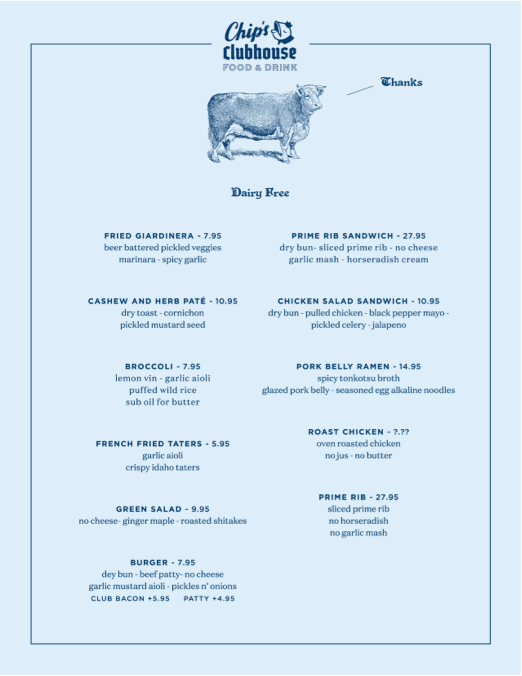 Chip's
Clubhouse
FOOD & DRINK
Thanks
Dairy Free
FRIED GIARDINERA - 7.95
beer battered pickled veggies
marinara - spicy garlic
CASHEW AND HERB PATÉ - 10.95
dry toast - cornichon
pickled mustard seed
BROCCOLI - 7.95
lemon vin - garlic aioli
puffed wild rice
sub oil for butter
FRENCH FRIED TATERS - 5.95
garlic aioli
crispy idaho taters
GREEN SALAD - 9.95
no cheese- ginger maple - roasted shitakes
BURGER - 7.95
dey bun - beef patty- no cheese
garlic mustard aioli - pickles n' onions
CLUB BACON +5.95 PATTY +4.95
PRIME RIB SANDWICH - 27.95
dry bun- sliced prime rib - no cheese
garlic mash - horseradish cream
CHICKEN SALAD SANDWICH - 10.95
dry bun - pulled chicken - black pepper mayo -
pickled celery - jalapeno
PORK BELLY RAMEN - 14.95
spicy tonkotsu broth
glazed pork belly - seasoned egg alkaline noodles
ROAST CHICKEN - ?.??
oven roasted chicken
no jus - no butter
PRIME RIB - 27.95
sliced prime rib
no horseradish
no garlic mash